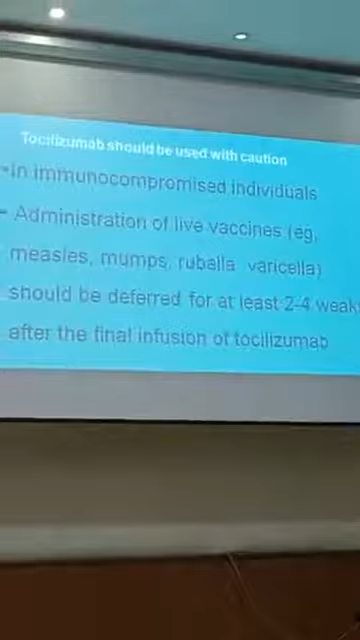 Tocilizumab should be used with caution
-In immunocompromised individuals
- Administration of live vaccines (eg,
measles, mumps, rubella varicella)
should be deferred for at least 2-4 weak
after the final infusion of tocilizumab